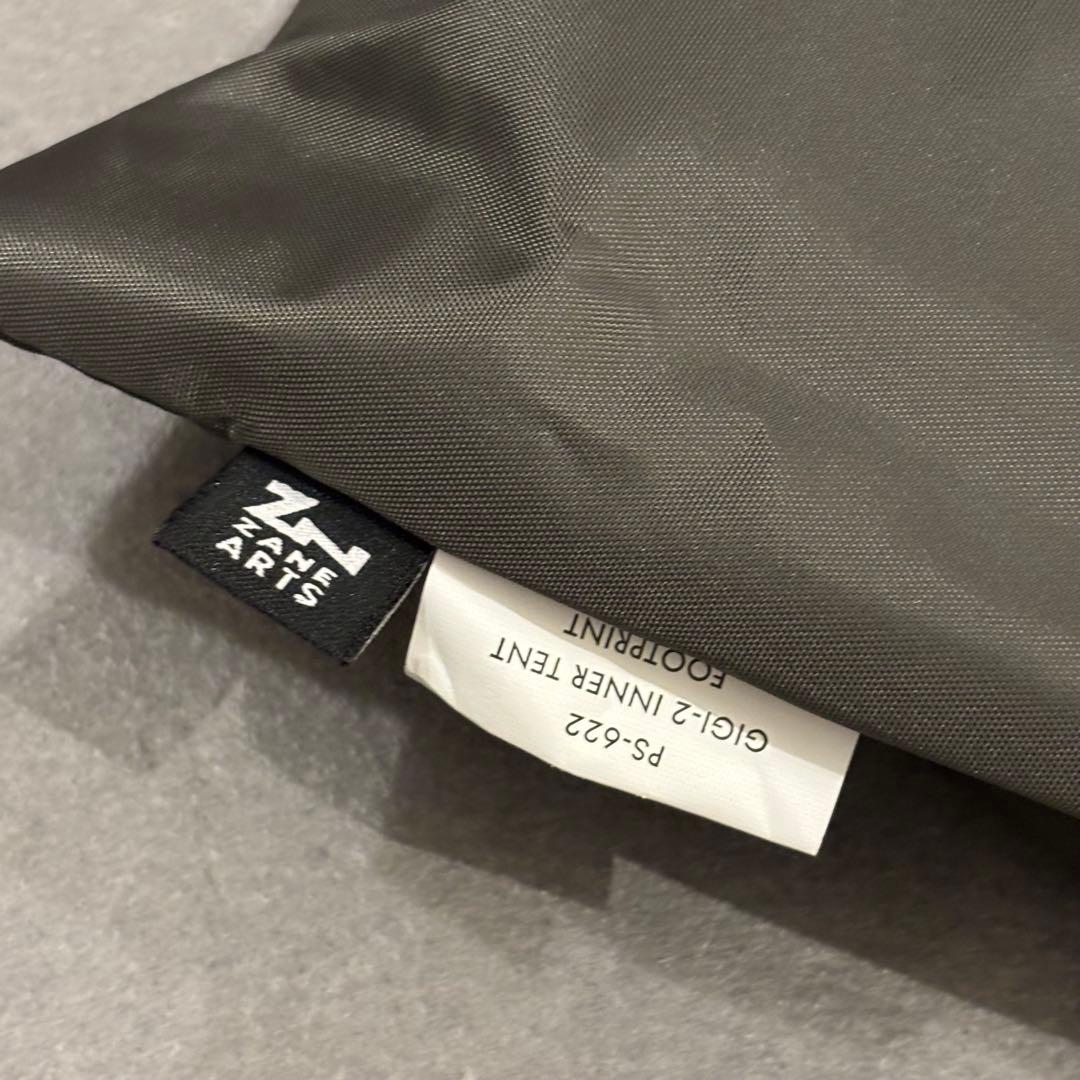 ZANE
ARTS
PS-622
GIGI-2 INNER TENT
FOOTPRINT